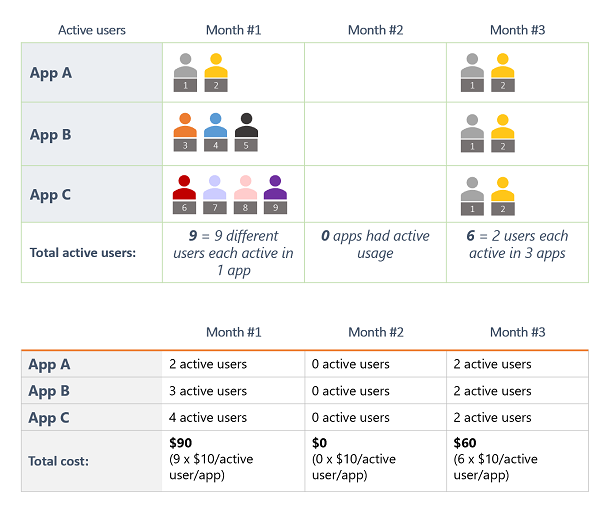 Active users Month #1 Month #2 Month #3
App A
1 2
1 2
App B
3 4 5
1 2
App C
6 7 8 9
1 2
Total active users:
9 = 9 different
users each active in
1 app
0 apps had active
usage
6 = 2 users each
active in 3 apps
Month #1 Month #2 Month #3
App A 2 active users 0 active users 2 active users
App B 3 active users 0 active users 2 active users
App C 4 active users 0 active users 2 active users
Total cost:
$90
(9 x $10/active
user/app)
$0
(0 x $10/active
user/app)
$60
(6 x $10/active
user/app)